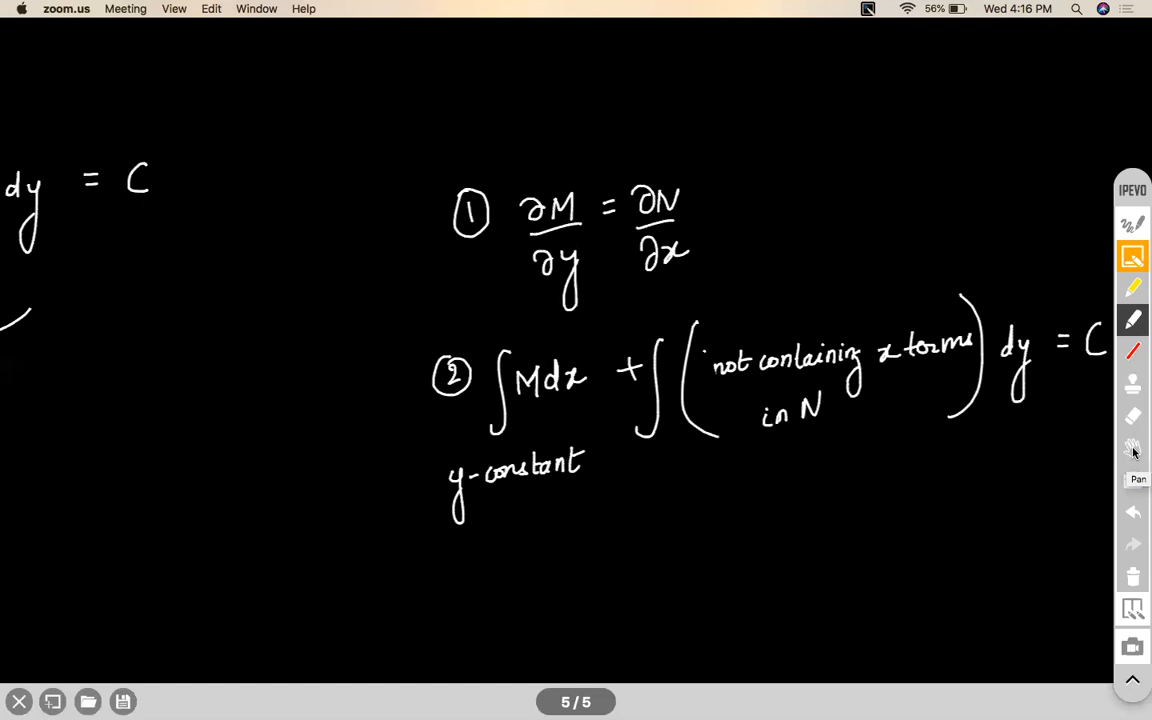 zoom.us Meeting View Edit Window Help 56% Wed 4:16 PM
dy = C
① ∂M/∂y = ∂N/∂x
② ∫Mdx + ∫(not containing x terms in N) dy = C
y-constant
IPEVO
Pan
5 / 5